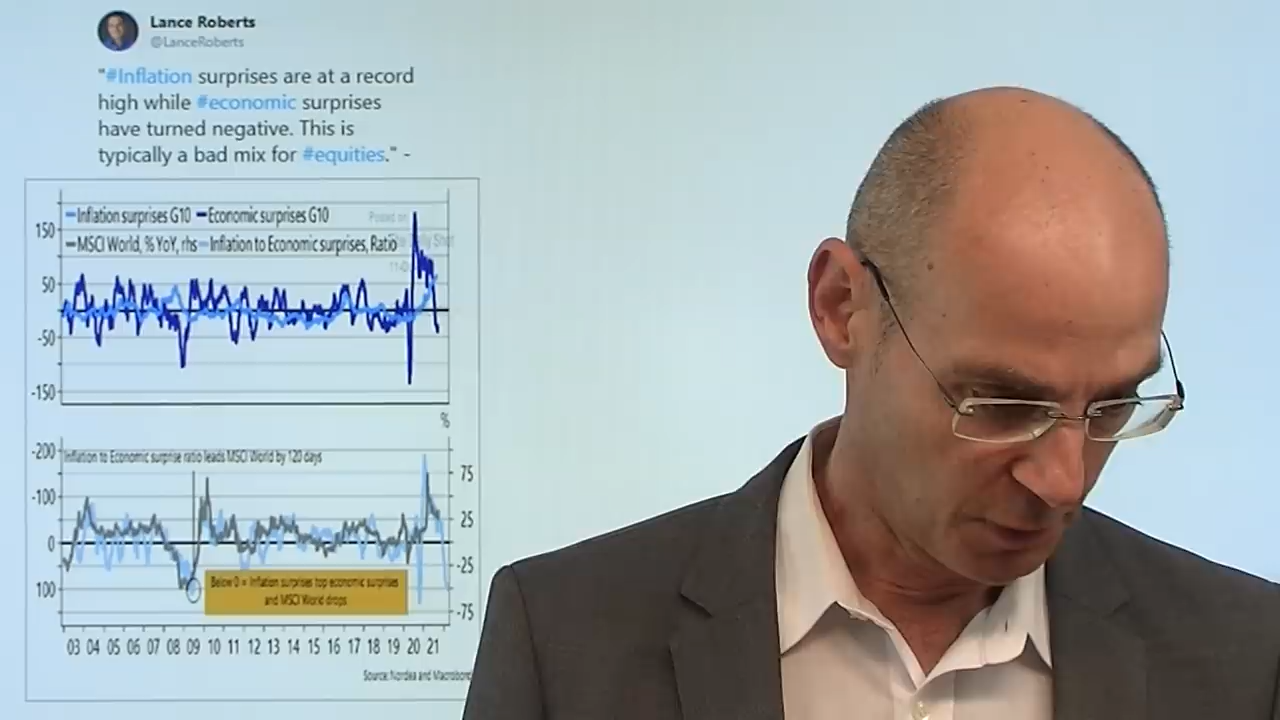 Lance Roberts
@LanceRoberts
"#Inflation surprises are at a record
high while #economic surprises
have turned negative. This is
typically a bad mix for #equities." -
Inflation surprises G10 Economic surprises G10
Posted on
MSCI World, % YoY, rhs Inflation to Economic surprises, Ratio
Daily Shot
150
50
-50
-150
%
-200
Inflation to Economic surprise ratio leads MSCI World by 120 days
75
-100
25
0
-25
100
Below 0 = Inflation surprises top economic surprises
and MSCI World drops
-75
03 04 05 06 07 08 09 10 11 12 13 14 15 16 17 18 19 20 21
Source: Nordea and Macrobond